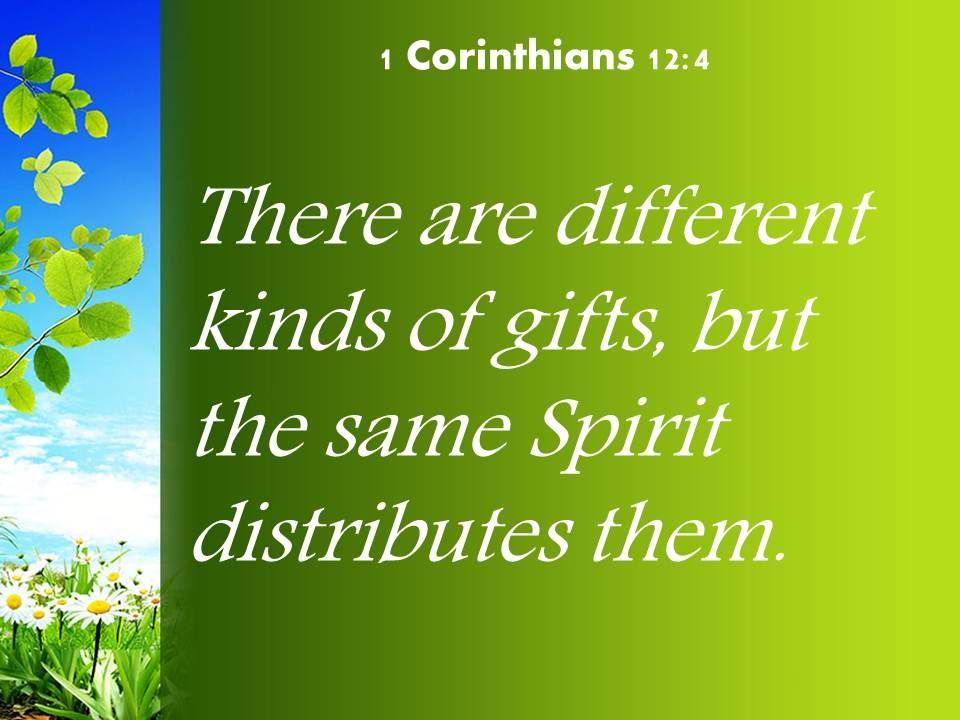 1 Corinthians 12:4
There are different
kinds of gifts, but
the same Spirit
distributes them.